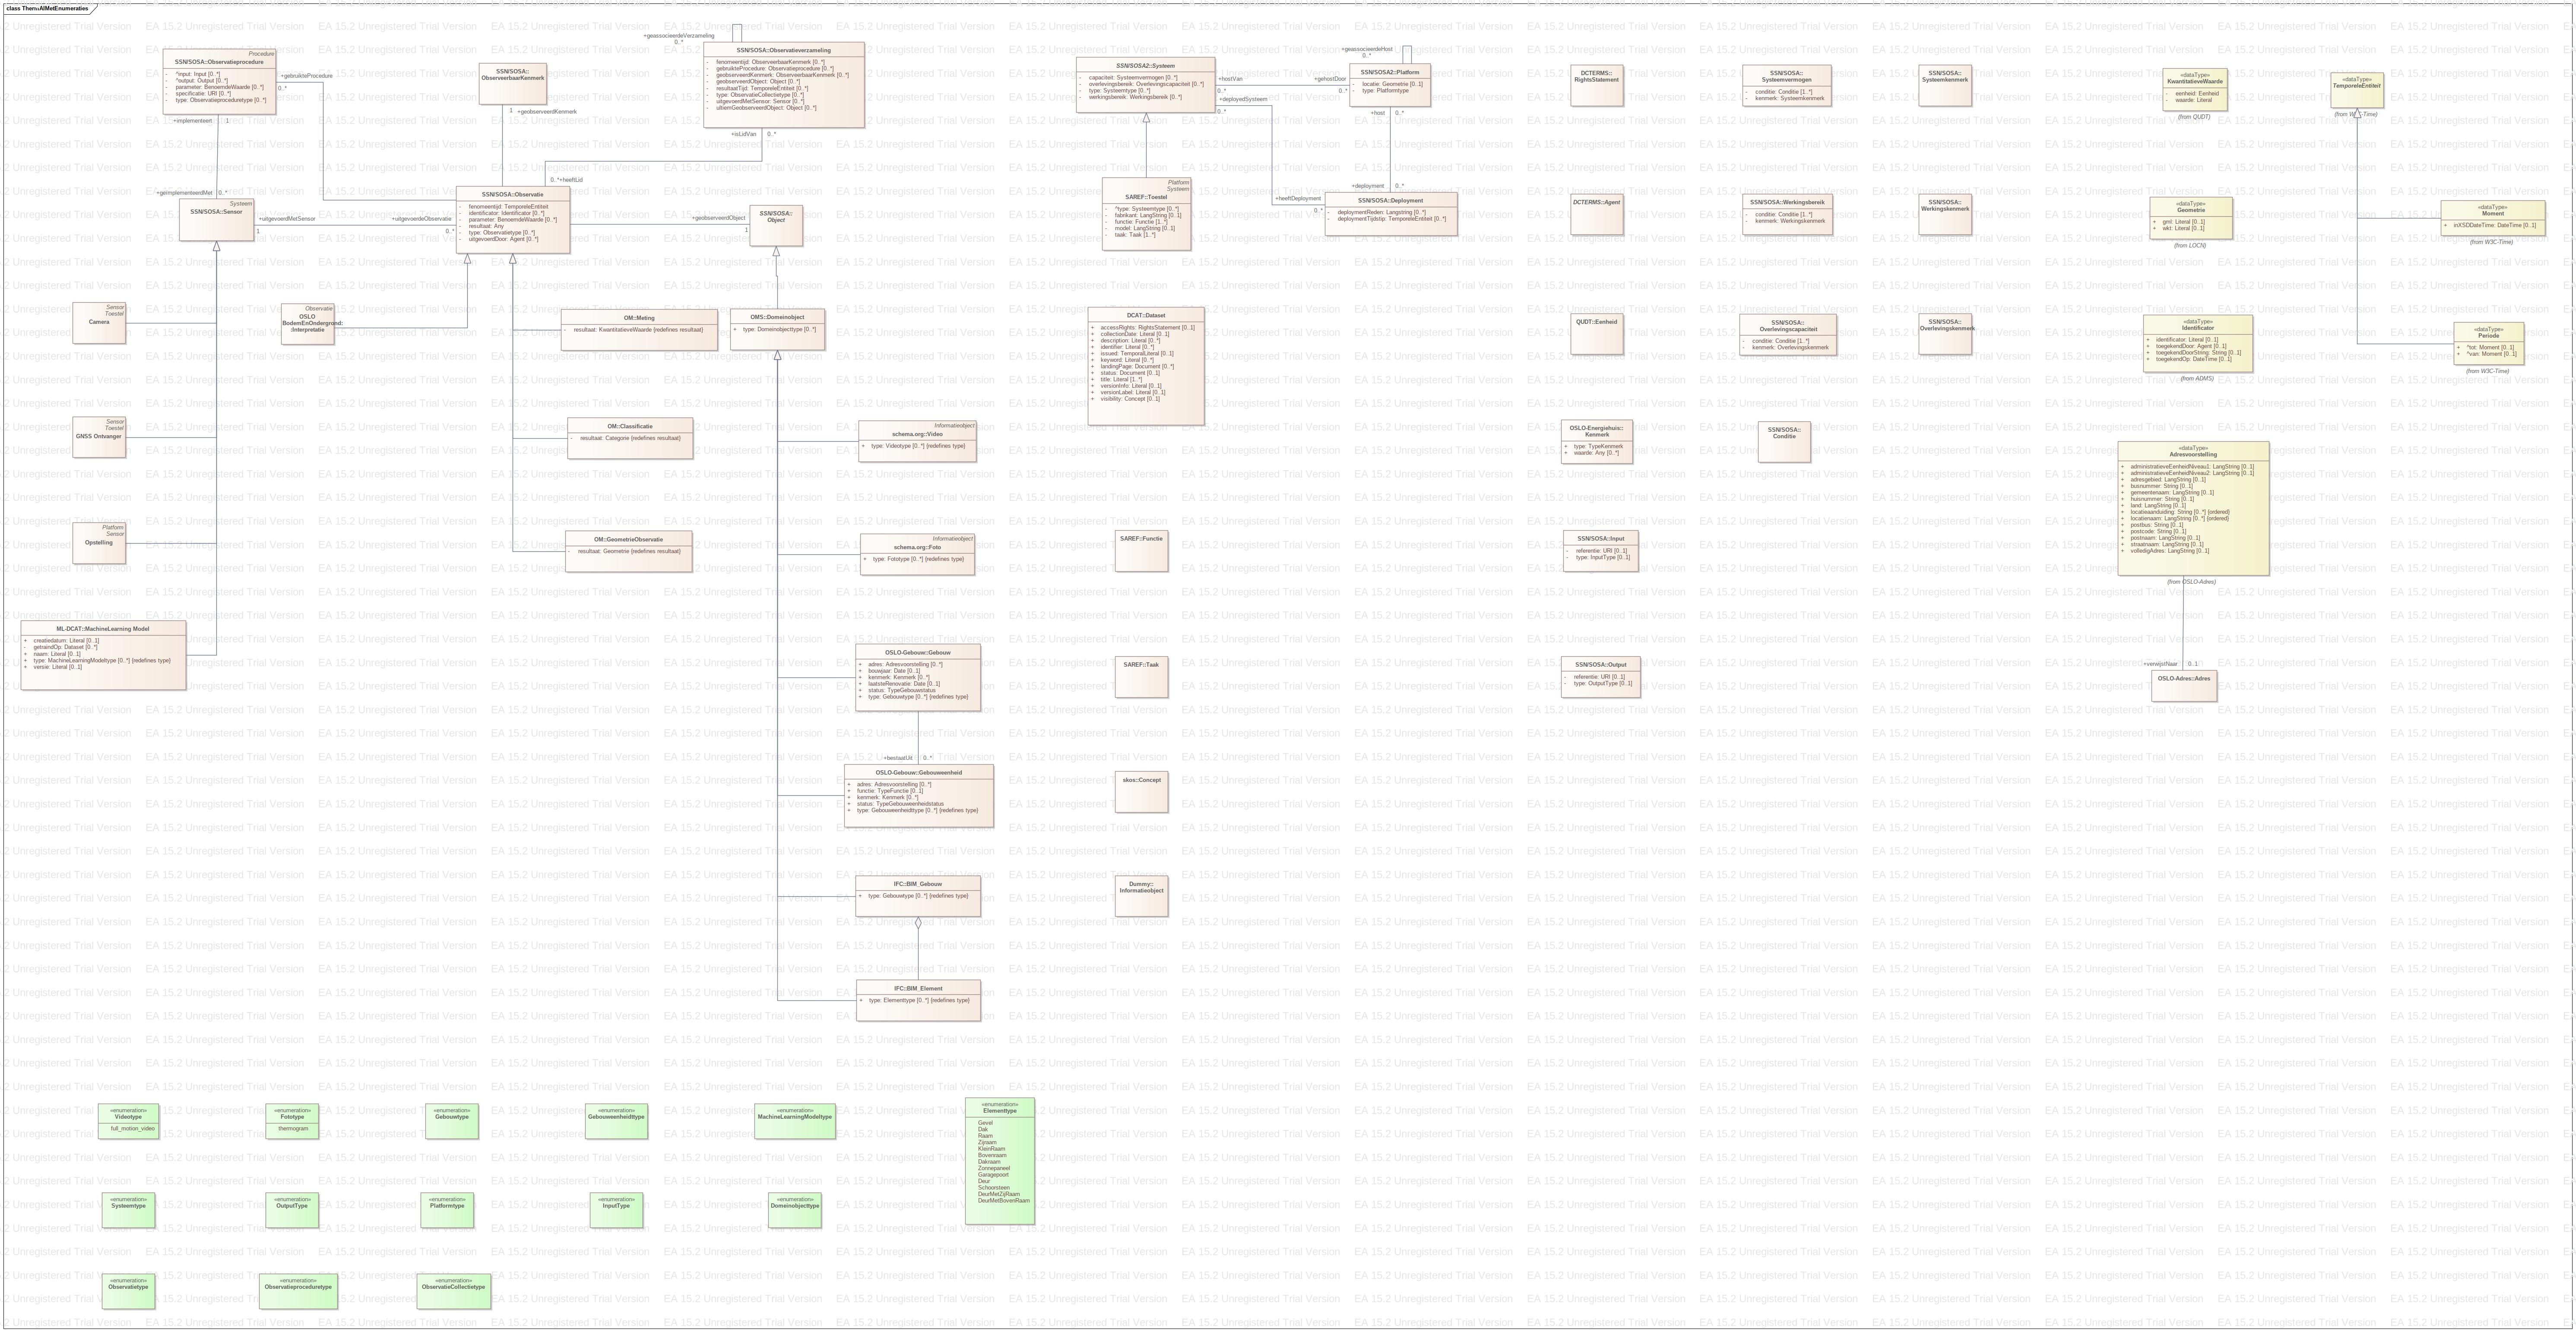 class ThermAIMetEnumeraties
Procedure
SSN/SOSA::Observatieprocedure
- ^input: Input [0..*]
- ^output: Output [0..*]
- parameter: BenoemdeWaarde [0..*]
- specificatie: URI [0..*]
- type: Observatieproceduretype [0..*]
+gebruikteProcedure
0..*
+implementeert
1
+geimplementeerdMet
0..*
Systeem
SSN/SOSA::Sensor
+uitgevoerdMetSensor
1
+uitgevoerdeObservatie
0..*
SSN/SOSA::
ObserveerbaarKenmerk
1
+geobserveerdKenmerk
+geassocieerdeVerzameling
0..*
SSN/SOSA::Observatieverzameling
- fenomeentijd: ObserveerbaarKenmerk [0..*]
- gebruikteProcedure: Observatieprocedure [0..*]
- geobserveerdKenmerk: ObserveerbaarKenmerk [0..*]
- geobserveerdObject: Object [0..*]
- resultaatTijd: TemporeleEntiteit [0..*]
- type: ObservatieCollectietype [0..*]
- uitgevoerdMetSensor: Sensor [0..*]
- ultiemGeobserveerdObject: Object [0..*]
+isLidVan
0..*
0..*
+heeftLid
SSN/SOSA::Observatie
- fenomeentijd: TemporeleEntiteit
- identificator: Identificator [0..*]
- parameter: BenoemdeWaarde [0..*]
- resultaat: Any
- type: Observatietype [0..*]
- uitgevoerdDoor: Agent [0..*]
+geobserveerdObject
1
SSN/SOSA::
Object
SSN/SOSA2::Systeem
- capaciteit: Systeemvermogen [0..*]
- overlevingsbereik: Overlevingscapaciteit [0..*]
- type: Systeemtype [0..*]
- werkingsbereik: Werkingsbereik [0..*]
+hostVan
0..*
+gehostDoor
0..*
+deployedSysteem
0..*
+geassocieerdeHost
0..*
SSN/SOSA2::Platform
- locatie: Geometrie [0..1]
- type: Platformtype
+host
0..*
+deployment
0..*
+heeftDeployment
0..*
SSN/SOSA::Deployment
- deploymentReden: Langstring [0..*]
- deploymentTijdstip: TemporeleEntiteit [0..*]
Platform
Systeem
SAREF::Toestel
- ^type: Systeemtype [0..*]
- fabrikant: LangString [0..1]
- functie: Functie [1..*]
- model: LangString [0..1]
- taak: Taak [1..*]
DCTERMS::
RightsStatement
SSN/SOSA::
Systeemvermogen
- conditie: Conditie [1..*]
- kenmerk: Systeemkenmerk
SSN/SOSA::
Systeemkenmerk
«dataType»
KwantitatieveWaarde
- eenheid: Eenheid
- waarde: Literal
(from QUDT)
«dataType»
TemporeleEntiteit
DCTERMS::Agent
SSN/SOSA::Werkingsbereik
- conditie: Conditie [1..*]
- kenmerk: Werkingskenmerk
SSN/SOSA::
Werkingskenmerk
«dataType»
Geometrie
+ gml: Literal [0..1]
+ wkt: Literal [0..1]
(from LOCN)
«dataType»
Moment
+ inXSDDateTime: DateTime [0..1]
(from W3C-Time)
Sensor
Toestel
Camera
Observatie
OSLO
BodemEnOndergrond:
:Interpretatie
OM::Meting
resultaat: KwantitatieveWaarde {redefines resultaat}
OMS::Domeinobject
+ type: Domeinobjecttype [0..*]
DCAT::Dataset
+ accessRights: RightsStatement [0..1]
+ collectionDate: Literal [0..1]
+ description: Literal [0..*]
+ identifier: Literal [0..*]
+ issued: TemporalLiteral [0..1]
+ keyword: Literal [0..*]
+ landingPage: Document [0..*]
+ status: Document [0..1]
+ title: Literal [1..*]
+ versionInfo: Literal [0..1]
+ versionLabel: Literal [0..1]
+ visibility: Concept [0..1]
QUDT::Eenheid
SSN/SOSA::
Overlevingscapaciteit
- conditie: Conditie [1..*]
- kenmerk: Overlevingskenmerk
SSN/SOSA::
Overlevingskenmerk
«dataType»
Identificator
+ identificator: Literal [0..1]
+ toegekendDoor: Agent [0..1]
+ toegekendDoorString: String [0..1]
+ toegekendOp: DateTime [0..1]
(from ADMS)
«dataType»
Periode
+ ^tot: Moment [0..1]
+ ^van: Moment [0..1]
(from W3C-Time)
Sensor
Toestel
GNSS Ontvanger
OM::Classificatie
- resultaat: Categorie {redefines resultaat}
Informatieobject
schema.org::Video
+ type: Videotype [0..*] {redefines type}
OSLO-Energiehuis::
Kenmerk
+ type: TypeKenmerk
+ waarde: Any [0..*]
SSN/SOSA::
Conditie
«dataType»
Adresvoorstelling
+ administratieveEenheidNiveau1: LangString [0..1]
+ administratieveEenheidNiveau2: LangString [0..1]
+ adresgebied: LangString [0..1]
+ busnummer: String [0..1]
+ gemeentenaam: LangString [0..1]
+ huisnummer: String [0..1]
+ land: LangString [0..1]
+ locatieaanduiding: String [0..*] {ordered}
+ locatienaam: LangString [0..*] {ordered}
+ postbus: String [0..1]
+ postcode: String [0..1]
+ postnaam: LangString [0..1]
+ straatnaam: LangString [0..1]
+ volledigAdres: LangString [0..1]
(from OSLO-Adres)
Platform
Sensor
Opstelling
OM::GeometrieObservatie
- resultaat: Geometrie {redefines resultaat}
Informatieobject
schema.org::Foto
+ type: Fototype [0..*] {redefines type}
SAREF::Functie
SSN/SOSA::Input
- referentie: URI [0..1]
- type: InputType [0..1]
ML-DCAT::MachineLearning Model
+ creatiedatum: Literal [0..1]
- getraindOp: Dataset [0..*]
+ naam: Literal [0..1]
+ type: MachineLearningModeltype [0..*] {redefines type}
+ versie: Literal [0..1]
OSLO-Gebouw::Gebouw
+ adres: Adresvoorstelling [0..*]
+ bouwjaar: Date [0..1]
+ kenmerk: Kenmerk [0..*]
+ laatsteRenovatie: Date [0..1]
+ status: TypeGebouwstatus
+ type: Gebouwtype [0..*] {redefines type}
SAREF::Taak
SSN/SOSA::Output
- referentie: URI [0..1]
- type: OutputType [0..1]
+verwijstNaar
0..1
OSLO-Adres::Adres
+bestaatUit
0..*
OSLO-Gebouw::Gebouweenheid
+ adres: Adresvoorstelling [0..*]
+ functie: TypeFunctie [0..1]
+ kenmerk: Kenmerk [0..*]
+ status: TypeGebouweenheidstatus
+ type: Gebouweenheidttype [0..*] {redefines type}
skos::Concept
IFC::BIM_Gebouw
+ type: Gebouwtype [0..*] {redefines type}
Dummy::
Informatieobject
IFC::BIM_Element
+ type: Elementtype [0..*] {redefines type}
«enumeration»
Videotype
full_motion_video
«enumeration»
Fototype
thermogram
«enumeration»
Gebouwtype
«enumeration»
Gebouweenheidttype
«enumeration»
MachineLearningModeltype
«enumeration»
Elementtype
Gevel
Dak
Raam
Zijraam
KleinRaam
Bovenraam
Dakraam
Zonnepaneel
Garagepoort
Deur
Schoorsteen
DeurMetZijRaam
DeurMetBovenRaam
«enumeration»
Systeemtype
«enumeration»
OutputType
«enumeration»
Platformtype
«enumeration»
InputType
«enumeration»
Domeinobjecttype
«enumeration»
Observatietype
«enumeration»
Observatieproceduretype
«enumeration»
ObservatieCollectietype
EA 15.2 Unregistered Trial Version